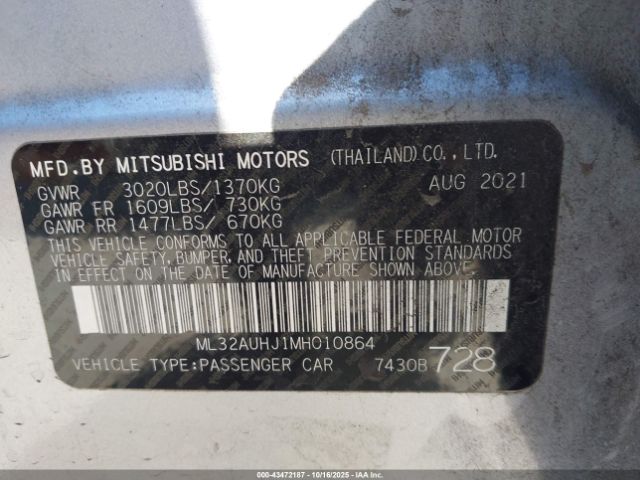 MFD.BY MITSUBISHI MOTORS (THAILAND)CO.,LTD.
GVWR 3020LBS/1370KG AUG 2021
GAWR FR 1609LBS/ 730KG
GAWR RR 1477LBS/ 670KG
THIS VEHICLE CONFORMS TO ALL APPLICABLE FEDERAL MOTOR
VEHICLE SAFETY, BUMPER, AND THEFT PREVENTION STANDARDS
IN EFFECT ON THE DATE OF MANUFACTURE SHOWN ABOVE.
ML32AUHJ1MH010864
VEHICLE TYPE:PASSENGER CAR 7430B 728
000-43472187 - 10/16/2025 - IAAI.COM